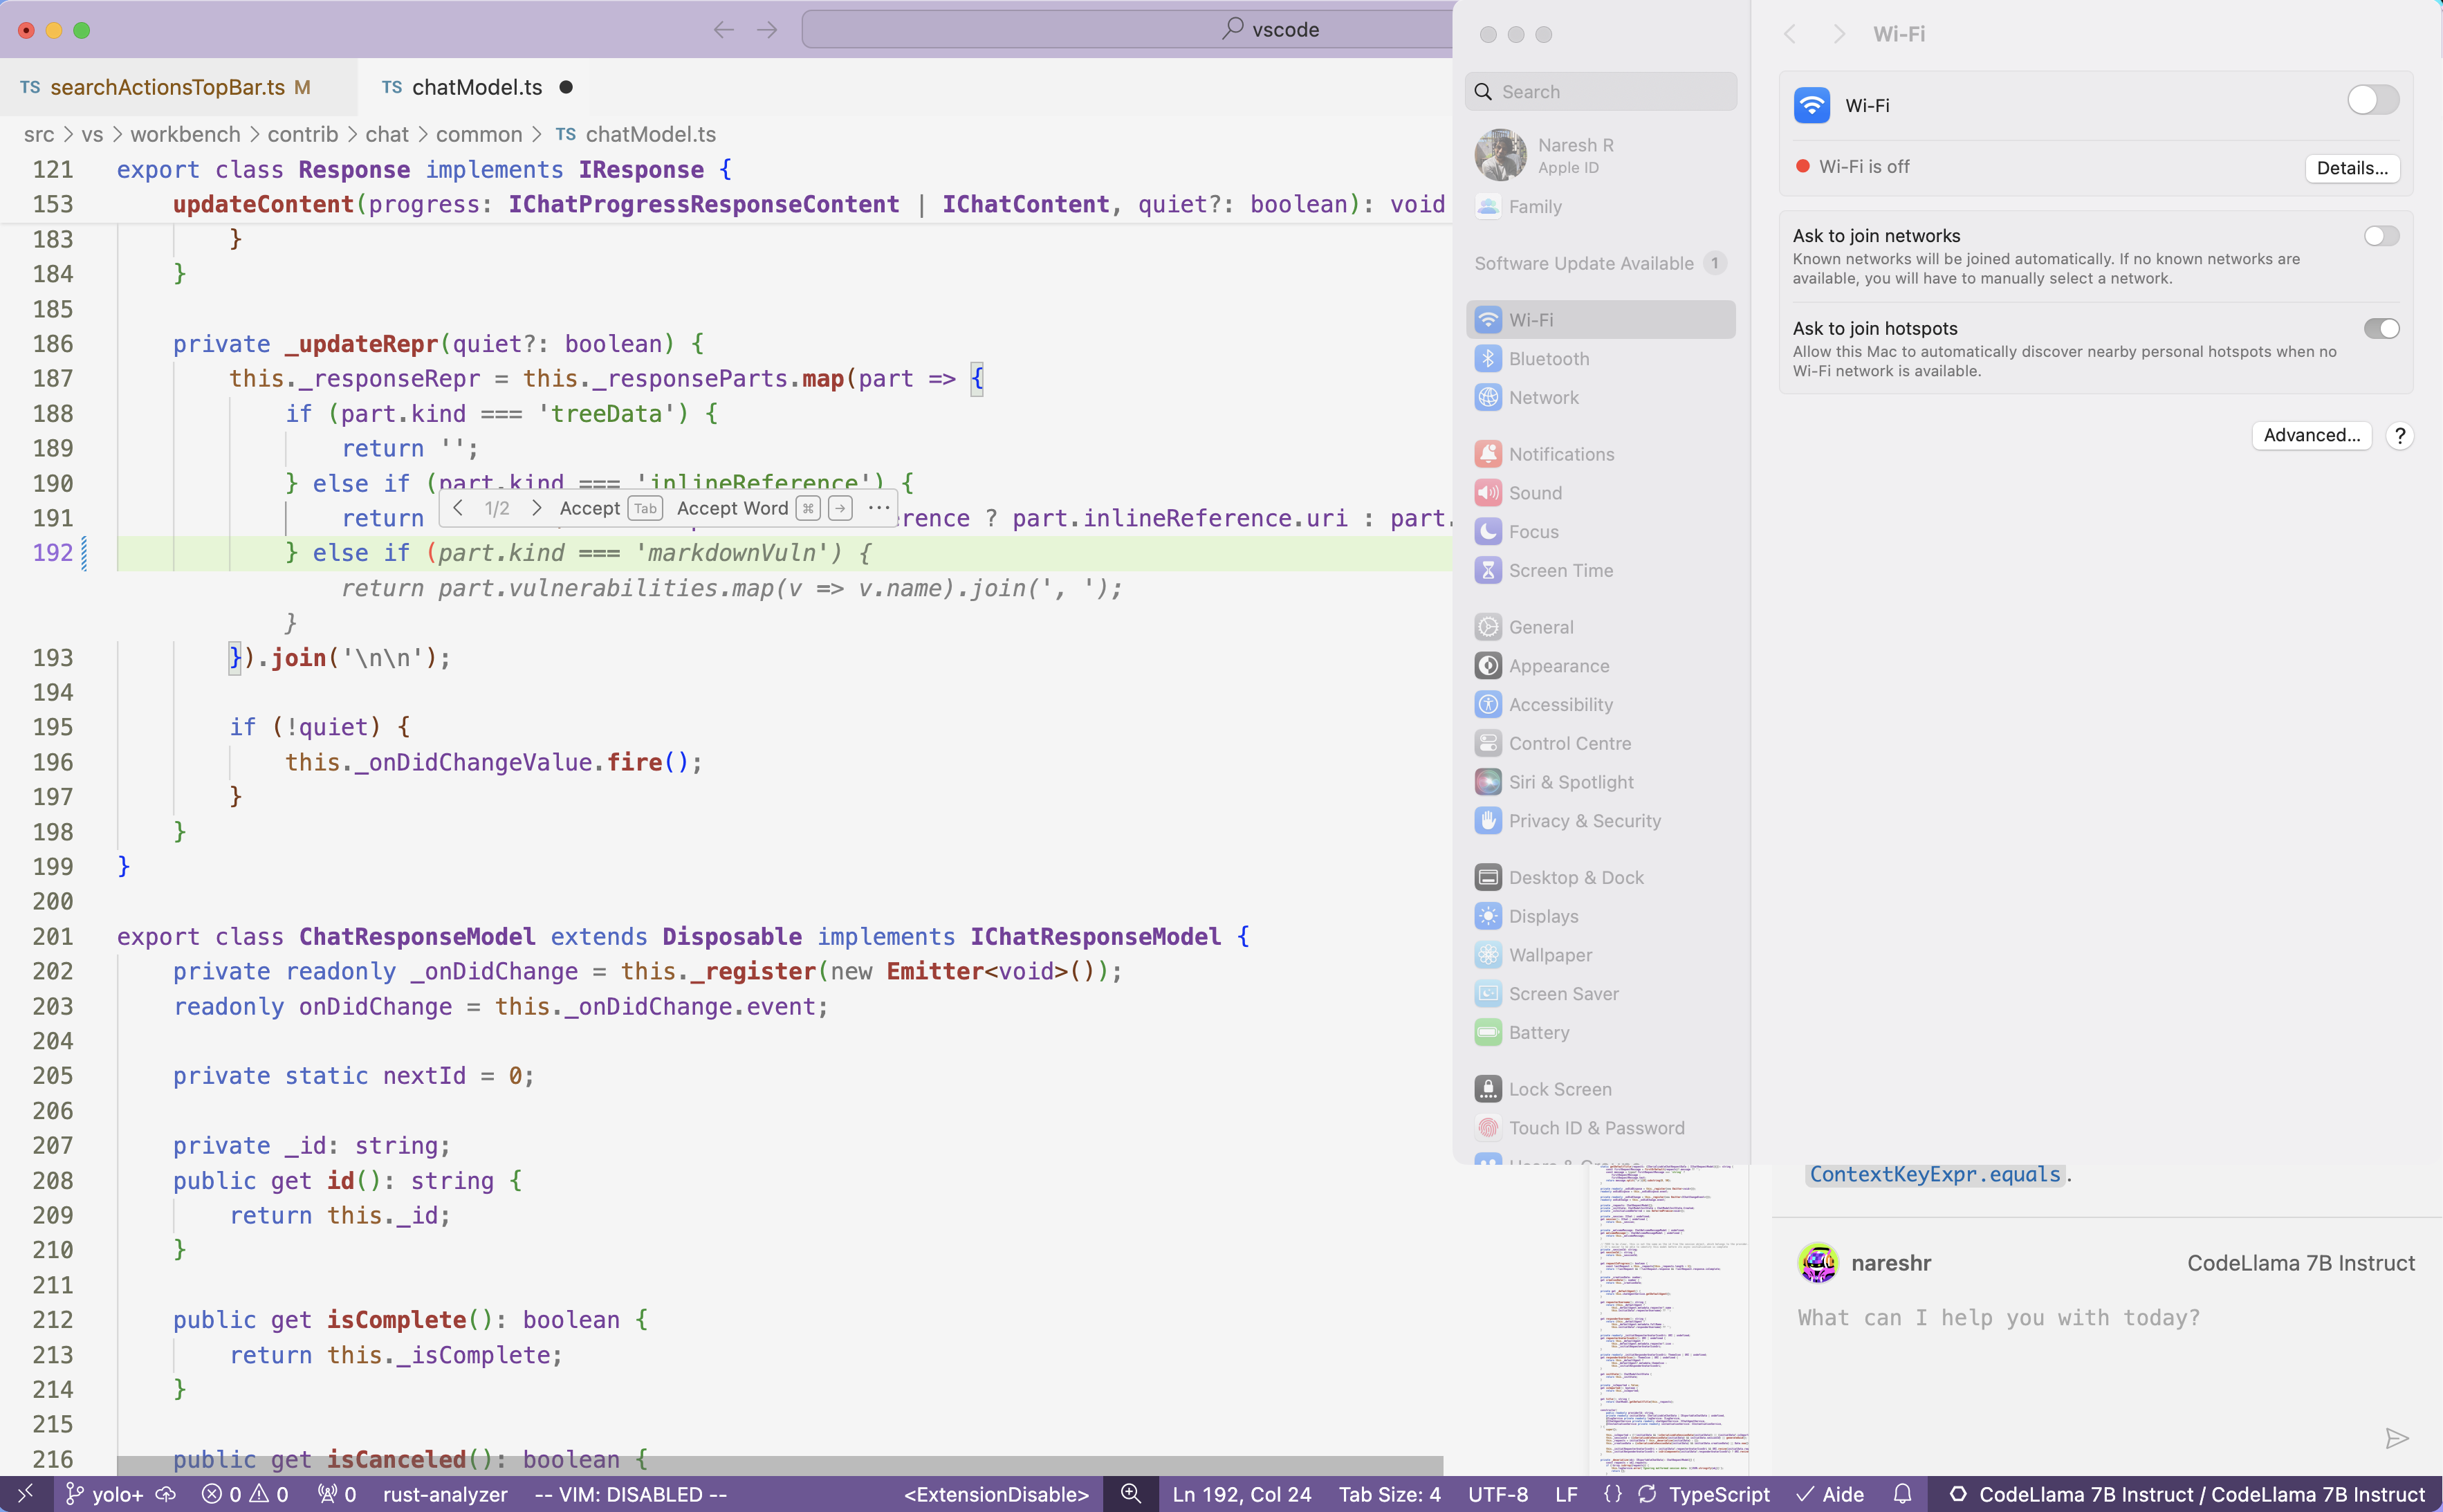 vscode
TS searchActionsTopBar.ts M
TS chatModel.ts
src > vs > workbench > contrib > chat > common > TS chatModel.ts
121 export class Response implements IResponse {
153 updateContent(progress: IChatProgressResponseContent | IChatContent, quiet?: boolean): void
183 }
184 }
185
186 private _updateRepr(quiet?: boolean) {
187 this._responseRepr = this._responseParts.map(part => {
188 if (part.kind === 'treeData') {
189 return '';
190 } else if (part.kind === 'inlineReference') {
1/2 Accept Tab Accept Word ⌘ → ···
191 return rence ? part.inlineReference.uri : part.
192 } else if (part.kind === 'markdownVuln') {
return part.vulnerabilities.map(v => v.name).join(', ');
}
193 }).join('\n\n');
194
195 if (!quiet) {
196 this._onDidChangeValue.fire();
197 }
198 }
199 }
200
201 export class ChatResponseModel extends Disposable implements IChatResponseModel {
202 private readonly _onDidChange = this._register(new Emitter<void>());
203 readonly onDidChange = this._onDidChange.event;
204
205 private static nextId = 0;
206
207 private _id: string;
208 public get id(): string {
209 return this._id;
210 }
211
212 public get isComplete(): boolean {
213 return this._isComplete;
214 }
215
216 public get isCanceled(): boolean {
Search
Naresh R
Apple ID
Family
Software Update Available 1
Wi-Fi
Bluetooth
Network
Notifications
Sound
Focus
Screen Time
General
Appearance
Accessibility
Control Centre
Siri & Spotlight
Privacy & Security
Desktop & Dock
Displays
Wallpaper
Screen Saver
Battery
Lock Screen
Touch ID & Password
Wi-Fi
Wi-Fi
Wi-Fi is off
Details...
Ask to join networks
Known networks will be joined automatically. If no known networks are
available, you will have to manually select a network.
Ask to join hotspots
Allow this Mac to automatically discover nearby personal hotspots when no
Wi-Fi network is available.
Advanced...
?
ContextKeyExpr.equals.
nareshr
CodeLlama 7B Instruct
What can I help you with today?
yolo+ 0 0 0 rust-analyzer -- VIM: DISABLED -- <ExtensionDisable> Ln 192, Col 24 Tab Size: 4 UTF-8 LF {} TypeScript Aide CodeLlama 7B Instruct / CodeLlama 7B Instruct